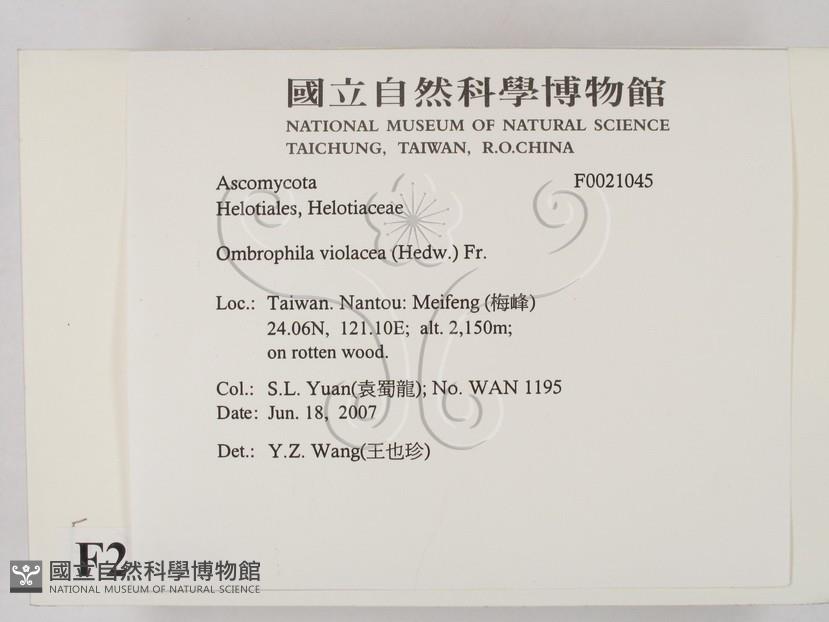 國立自然科學博物館
NATIONAL MUSEUM OF NATURAL SCIENCE
TAICHUNG, TAIWAN, R.O.CHINA
Ascomycota F0021045
Helotiales, Helotiaceae
Ombrophila violacea (Hedw.) Fr.
Loc.: Taiwan. Nantou: Meifeng (梅峰)
24.06N, 121.10E; alt. 2,150m;
on rotten wood.
Col.: S.L. Yuan(袁蜀龍); No. WAN 1195
Date: Jun. 18, 2007
Det.: Y.Z. Wang(王也珍)
F2
國立自然科學博物館
NATIONAL MUSEUM OF NATURAL SCIENCE